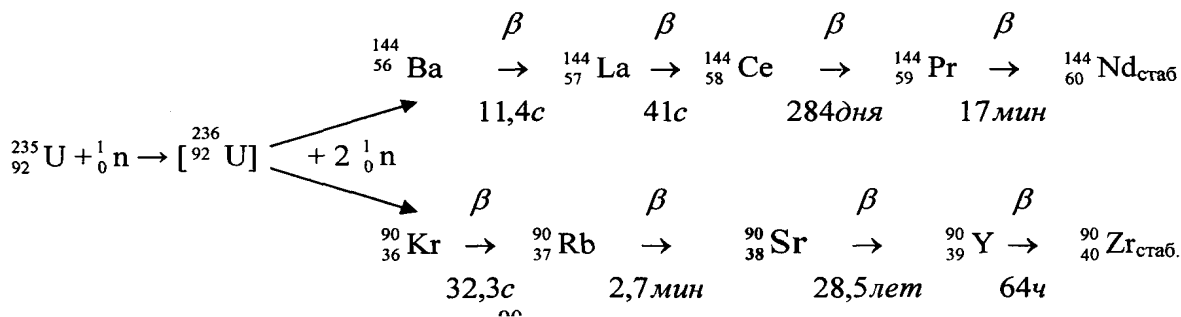 β β β β
¹⁴⁴₅₆Ba → ¹⁴⁴₅₇La → ¹⁴⁴₅₈Ce → ¹⁴⁴₅₉Pr → ¹⁴⁴₆₀Nd стаб
11,4с 41с 284дня 17мин
²³⁵₉₂U + ¹₀n → [²³⁶₉₂U] + 2 ¹₀n
β β β β
⁹⁰₃₆Kr → ⁹⁰₃₇Rb → ⁹⁰₃₈Sr → ⁹⁰₃₉Y → ⁹⁰₄₀Zr стаб.
32,3с 2,7мин 28,5лет 64ч